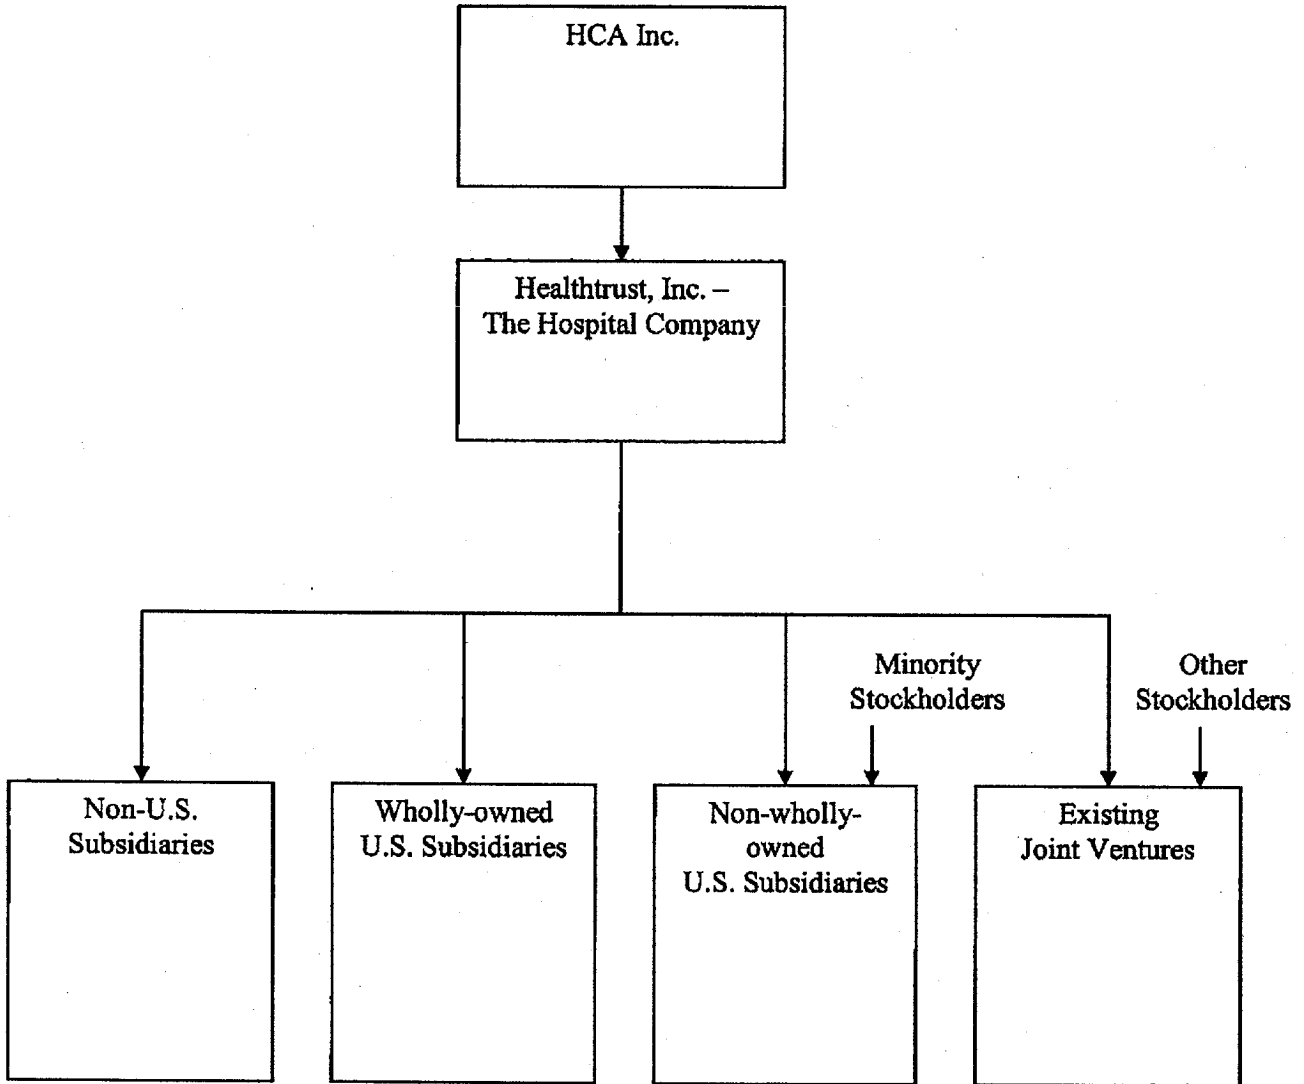 HCA Inc.
Healthtrust, Inc. –
The Hospital Company
Minority
Stockholders
Other
Stockholders
Non-U.S.
Subsidiaries
Wholly-owned
U.S. Subsidiaries
Non-wholly-
owned
U.S. Subsidiaries
Existing
Joint Ventures